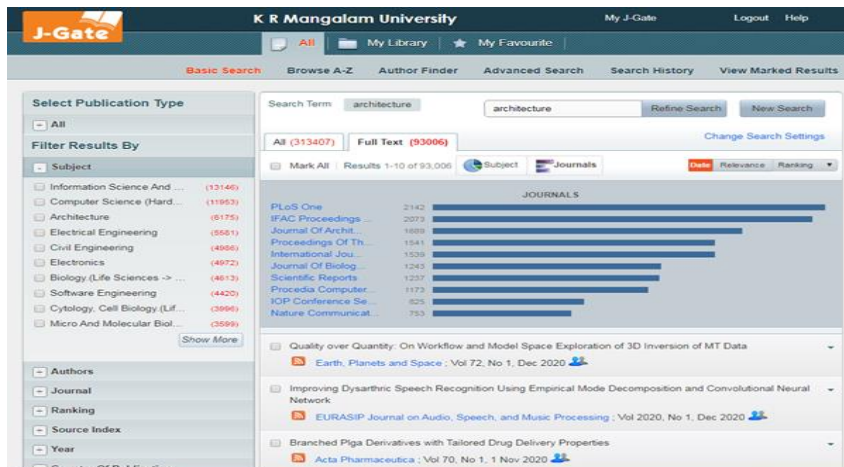 J-Gate
K R Mangalam University
My J-Gate
Logout
Help
All
My Library
My Favourite
Basic Search
Browse A-Z
Author Finder
Advanced Search
Search History
View Marked Results
Select Publication Type
All
Filter Results By
Subject
Information Science And ... (13146)
Computer Science (Hard... (11953)
Architecture (6175)
Electrical Engineering (5581)
Civil Engineering (4986)
Electronics (4972)
Biology.(Life Sciences -> ... (4613)
Software Engineering (4420)
Cytology, Cell Biology.(Lif... (3996)
Micro And Molecular Biol... (3599)
Show More
Authors
Journal
Ranking
Source Index
Year
Search Term architecture
architecture
Refine Search
New Search
All (313407)
Full Text (93006)
Change Search Settings
Mark All
Results 1-10 of 93,006
Subject
Journals
Date
Relevance
Ranking
JOURNALS
PLoS One 2142
IFAC Proceedings ... 2073
Journal Of Archit...
Proceedings Of Th... 1541
International Jou... 1539
Journal Of Biolog... 1243
Scientific Reports 1237
Procedia Computer... 1173
IOP Conference Se... 825
Nature Communicat... 753
Quality over Quantity: On Workflow and Model Space Exploration of 3D Inversion of MT Data
Earth, Planets and Space ; Vol 72, No 1, Dec 2020
Improving Dysarthric Speech Recognition Using Empirical Mode Decomposition and Convolutional Neural
Network
EURASIP Journal on Audio, Speech, and Music Processing ; Vol 2020, No 1, Dec 2020
Branched Plga Derivatives with Tailored Drug Delivery Properties
Acta Pharmaceutica ; Vol 70, No 1, 1 Nov 2020